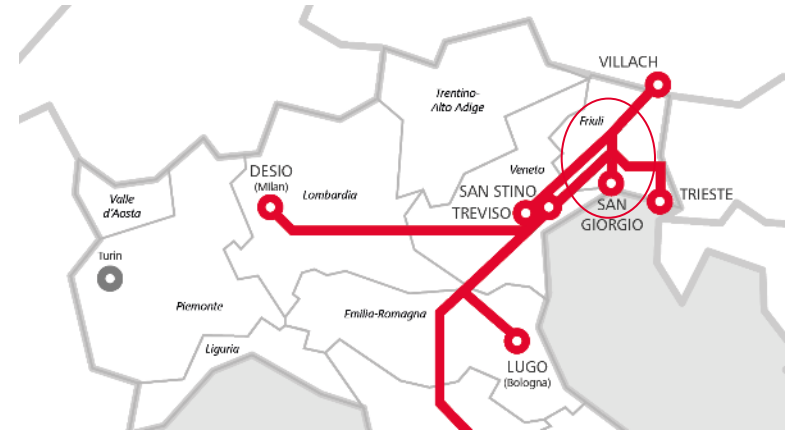 VILLACH
Trentino-
Alto Adige
Friuli
DESIO
(Milan)
Veneto
Lombardia
SAN STINO
Valle
d'Aosta
TREVISO
SAN
GIORGIO
TRIESTE
Turin
Piemonte
Emilia-Romagna
Liguria
LUGO
(Bologna)